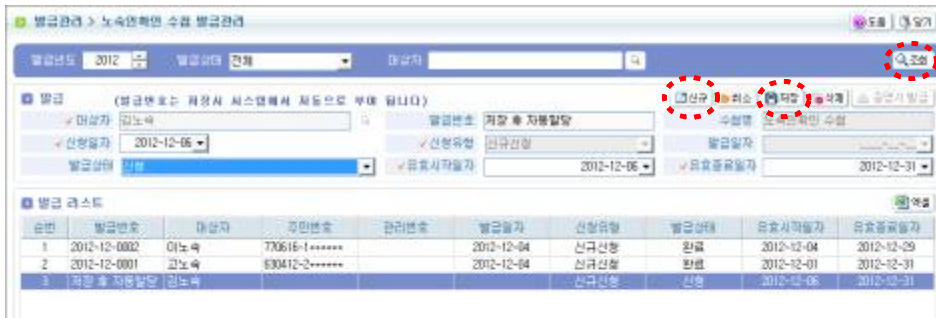 발급관리 > 노숙인확인 수첩 발급관리 도움 닫기
발급년도 2012 발급상태 전체 대상자 조회
발급 (발급번호는 저장시 시스템에서 자동으로 부여 됩니다) 신규 취소 저장 삭제 증명서 발급
대상자 김노숙 발급번호 저장 후 자동할당 수첩명 노숙인확인 수첩
신청일자 2012-12-06 신청유형 신규신청 발급일자
발급상태 신청 유효시작일자 2012-12-06 유효종료일자 2012-12-31
발급 리스트 엑셀
순번 발급번호 대상자 주민번호 관리번호 발급일자 신청유형 발급상태 유효시작일자 유효종료일자
1 2012-12-0002 이노숙 770616-1****** 2012-12-04 신규신청 완료 2012-12-04 2012-12-29
2 2012-12-0001 고노숙 630412-2****** 2012-12-04 신규신청 완료 2012-12-01 2012-12-31
3 저장 후 자동할당 김노숙 신규신청 신청 2012-12-06 2012-12-31